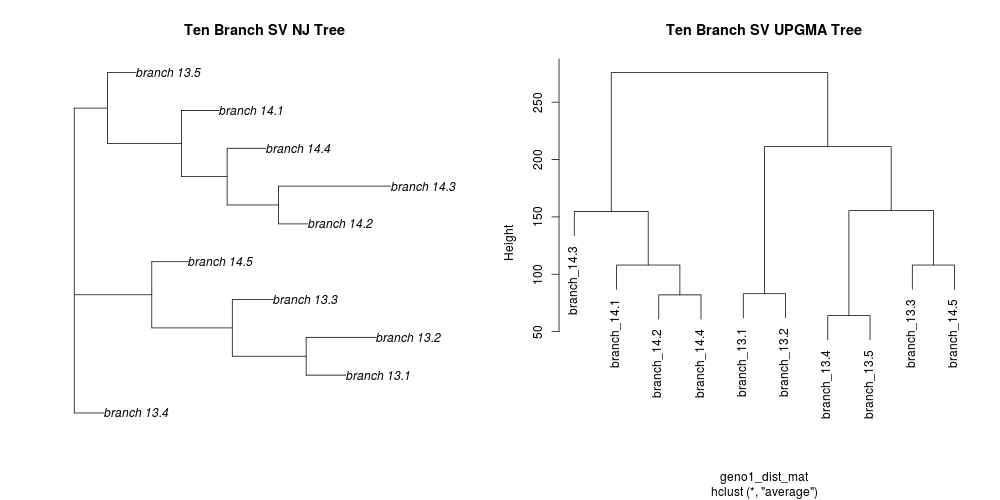 Ten Branch SV NJ Tree
branch 13.5
branch 14.1
branch 14.4
branch 14.3
branch 14.2
branch 14.5
branch 13.3
branch 13.2
branch 13.1
branch 13.4
Ten Branch SV UPGMA Tree
Height
250
200
150
100
50
branch_14.3
branch_14.1
branch_14.2
branch_14.4
branch_13.1
branch_13.2
branch_13.4
branch_13.5
branch_13.3
branch_14.5
geno1_dist_mat
hclust (*, "average")